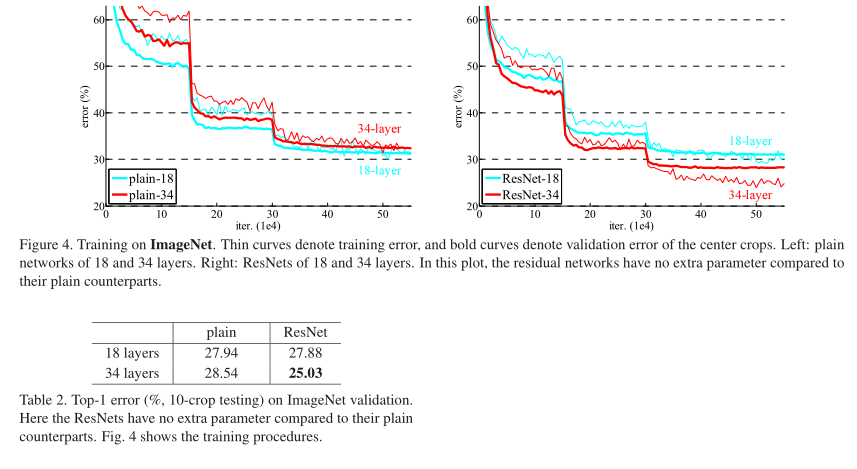 60
50
40
30
20
error (%)
34-layer
18-layer
plain-18
plain-34
0 10 20 30 40 50
iter. (1e4)
60
50
40
30
20
error (%)
18-layer
34-layer
ResNet-18
ResNet-34
0 10 20 30 40 50
iter. (1e4)
Figure 4. Training on ImageNet. Thin curves denote training error, and bold curves denote validation error of the center crops. Left: plain
networks of 18 and 34 layers. Right: ResNets of 18 and 34 layers. In this plot, the residual networks have no extra parameter compared to
their plain counterparts.
plain ResNet
18 layers 27.94 27.88
34 layers 28.54 25.03
Table 2. Top-1 error (%, 10-crop testing) on ImageNet validation.
Here the ResNets have no extra parameter compared to their plain
counterparts. Fig. 4 shows the training procedures.